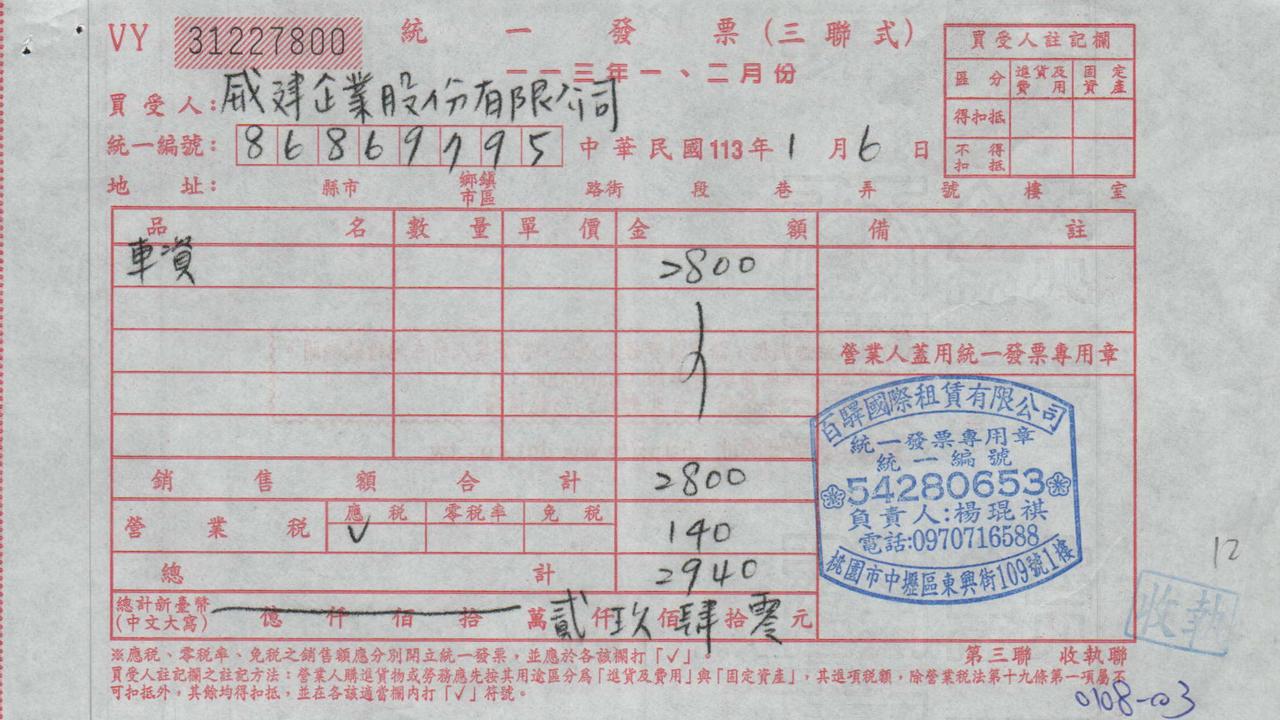 VY 31227800 統一發票(三聯式)
一一三年一、二月份
買受人:威建企業股份有限公司
統一編號:86869795 中華民國113年1月6日
地址: 縣市 鄉鎮市區 路街 段 巷 弄 號 樓 室
買受人註記欄
區分 進貨及費用 固定資產
得扣抵
不得扣抵
品名 數量 單價 金額 備註
車資 2800
營業人蓋用統一發票專用章
銷售額合計 2800
應稅 零稅率 免稅
營業稅 V 140
總計 2940
總計新臺幣(中文大寫) 億仟佰拾萬貳仟玖佰肆拾零元
百驛國際租賃有限公司
統一發票專用章
統一編號
54280653
負責人:楊琨祺
電話:0970716588
桃園市中壢區東興街109號1樓
12
收執
※應稅、零稅率、免稅之銷售額應分別開立統一發票,並應於各該欄打「✓」。
第三聯 收執聯
買受人註記欄之註記方法:營業人購進貨物或勞務應先按其用途區分為「進貨及費用」與「固定資產」,其進項稅額,除營業稅法第十九條第一項屬不
可扣抵外,其餘均得扣抵,並在各該適當欄內打「✓」符號。
0108-03